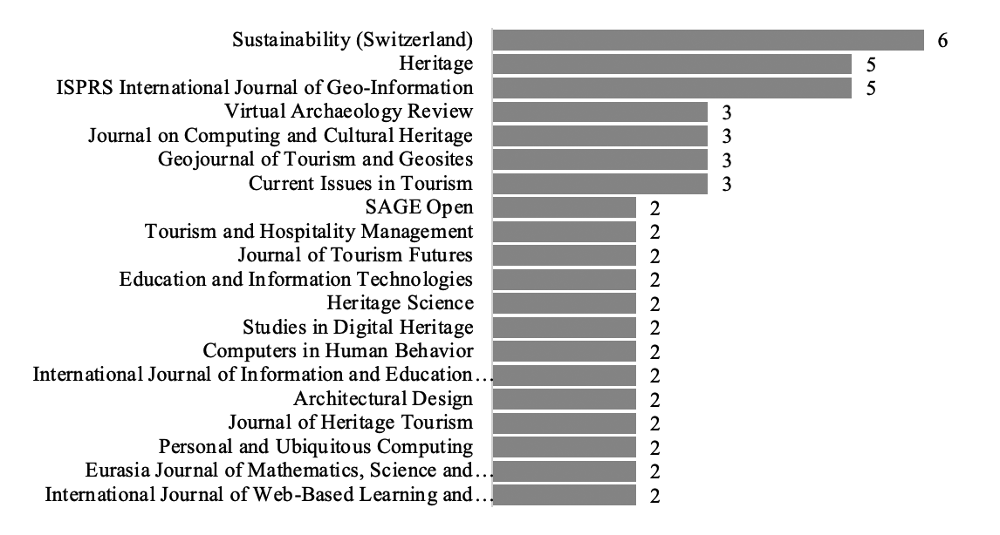 Sustainability (Switzerland) 6
Heritage 5
ISPRS International Journal of Geo-Information 5
Virtual Archaeology Review 3
Journal on Computing and Cultural Heritage 3
Geojournal of Tourism and Geosites 3
Current Issues in Tourism 3
SAGE Open 2
Tourism and Hospitality Management 2
Journal of Tourism Futures 2
Education and Information Technologies 2
Heritage Science 2
Studies in Digital Heritage 2
Computers in Human Behavior 2
International Journal of Information and Education… 2
Architectural Design 2
Journal of Heritage Tourism 2
Personal and Ubiquitous Computing 2
Eurasia Journal of Mathematics, Science and… 2
International Journal of Web-Based Learning and… 2